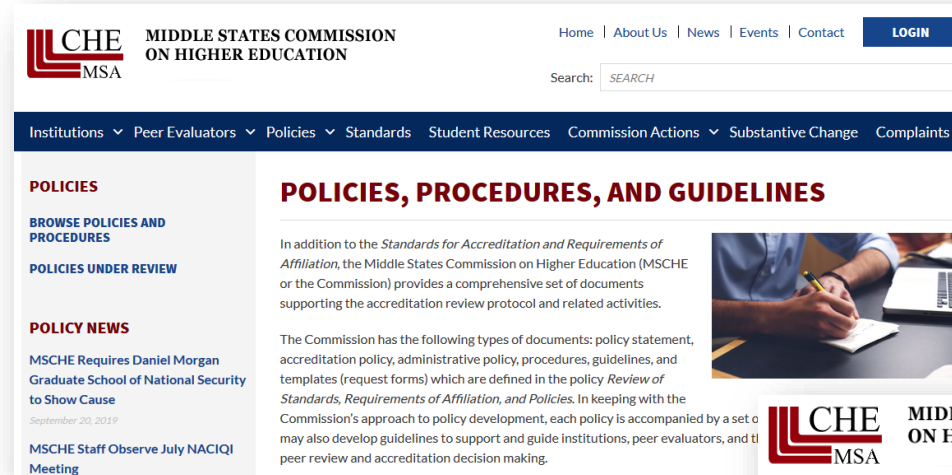 CHE
MSA
MIDDLE STATES COMMISSION
ON HIGHER EDUCATION
Home | About Us | News | Events | Contact
LOGIN
Search: SEARCH
Institutions Peer Evaluators Policies Standards Student Resources Commission Actions Substantive Change Complaints
POLICIES
BROWSE POLICIES AND
PROCEDURES
POLICIES UNDER REVIEW
POLICY NEWS
MSCHE Requires Daniel Morgan
Graduate School of National Security
to Show Cause
September 20, 2019
MSCHE Staff Observe July NACIQI
Meeting
POLICIES, PROCEDURES, AND GUIDELINES
In addition to the Standards for Accreditation and Requirements of
Affiliation, the Middle States Commission on Higher Education (MSCHE
or the Commission) provides a comprehensive set of documents
supporting the accreditation review protocol and related activities.
The Commission has the following types of documents: policy statement,
accreditation policy, administrative policy, procedures, guidelines, and
templates (request forms) which are defined in the policy Review of
Standards, Requirements of Affiliation, and Policies. In keeping with the
Commission's approach to policy development, each policy is accompanied by a set
may also develop guidelines to support and guide institutions, peer evaluators, and
peer review and accreditation decision making.
CHE
MSA
ON